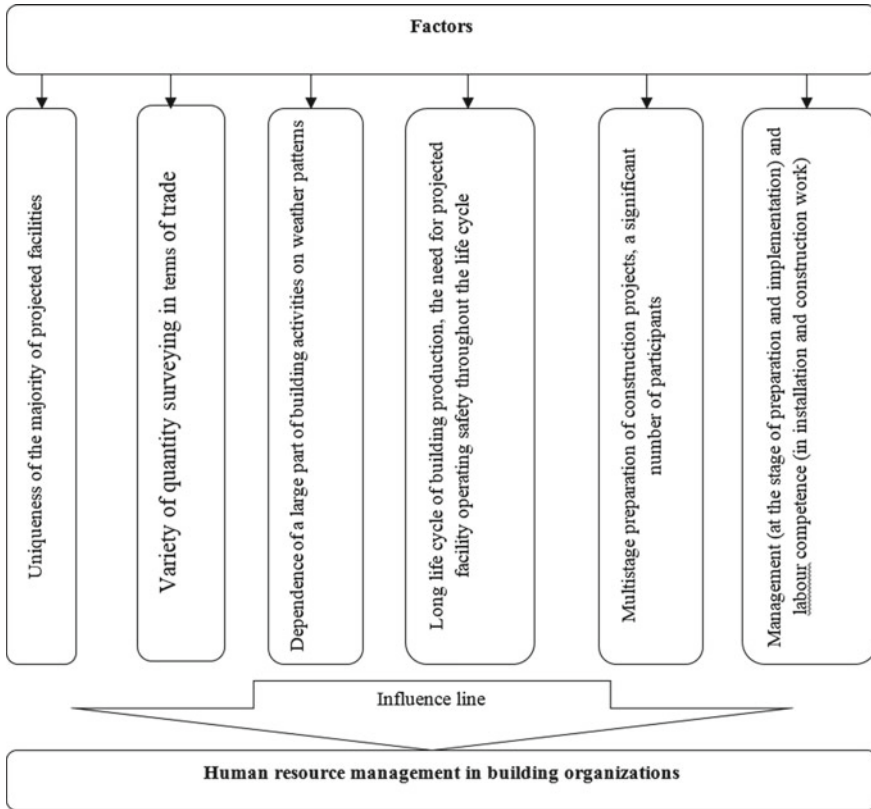 Factors
Uniqueness of the majority of projected facilities
Variety of quantity surveying in terms of trade
Dependence of a large part of building activities on weather patterns
Long life cycle of building production, the need for projected
facility operating safety throughout the life cycle
Multistage preparation of construction projects, a significant
number of participants
Management (at the stage of preparation and implementation) and
labour competence (in installation and construction work)
Influence line
Human resource management in building organizations